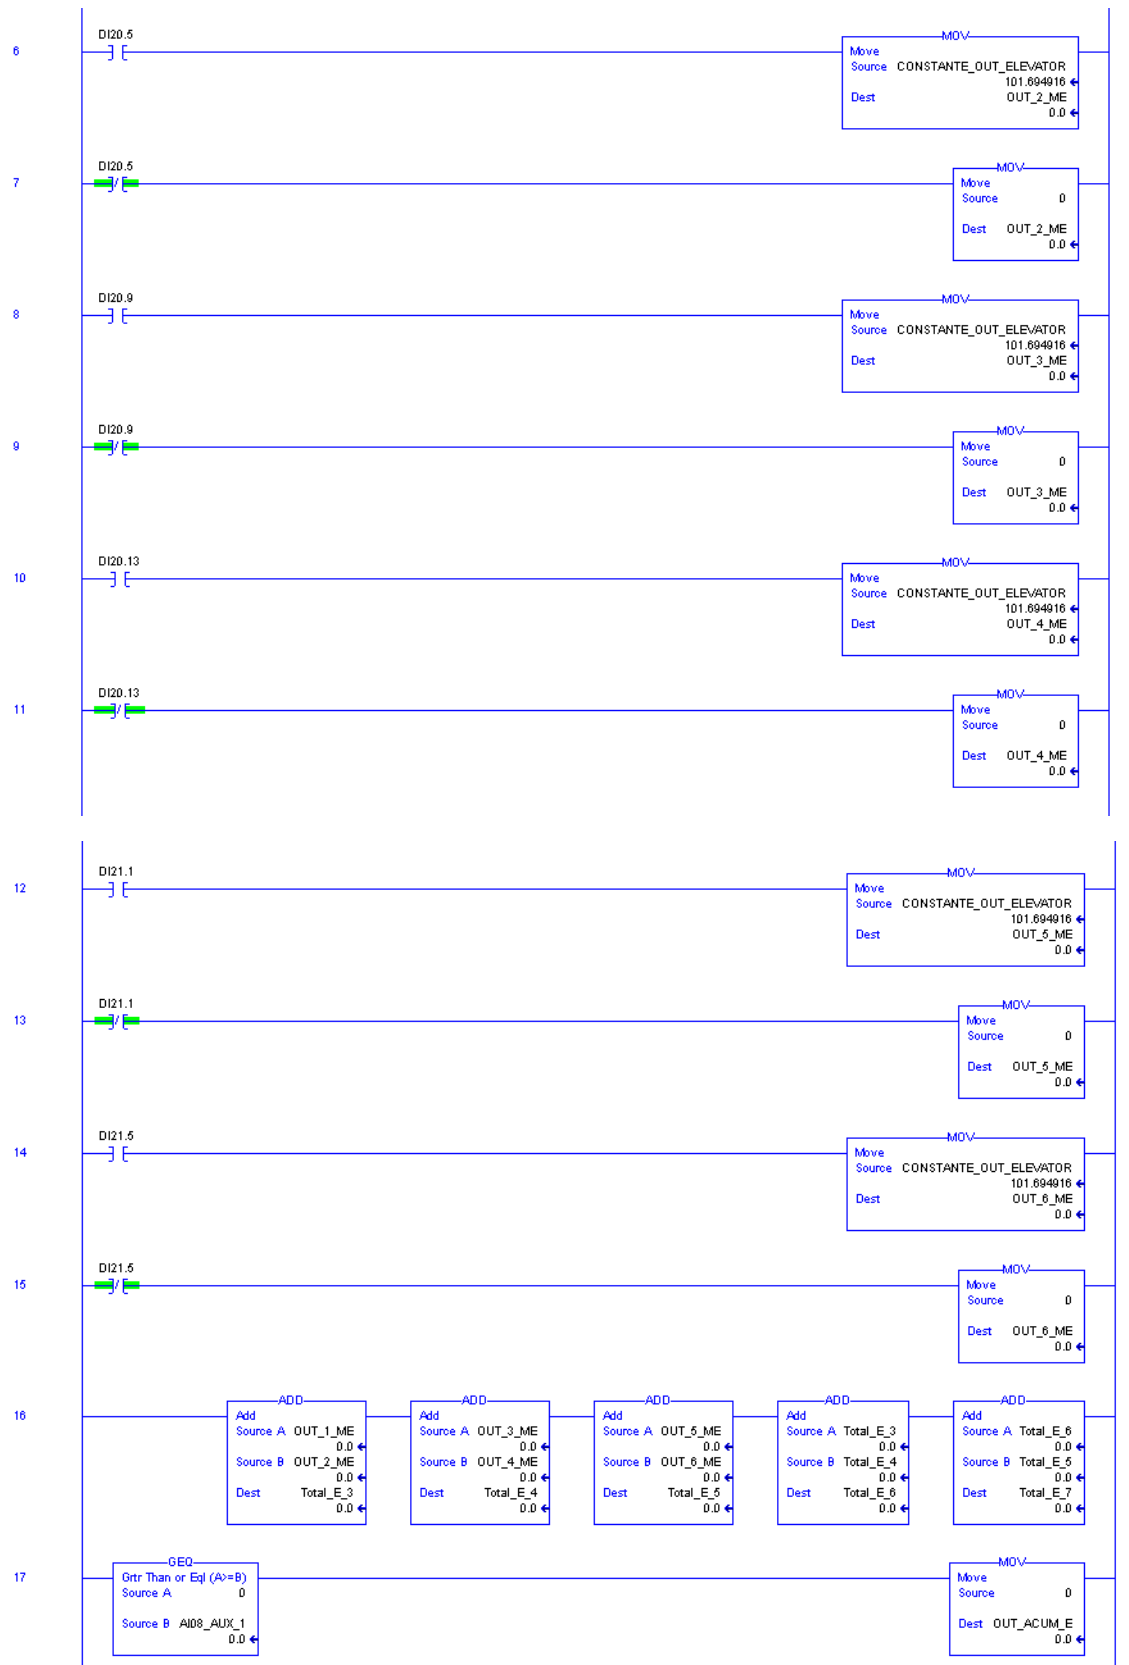 DI20.5
MOV
6
Move
Source CONSTANTE_OUT_ELEVATOR
101.694916
Dest OUT_2_ME
0.0
DI20.5
MOV
7
Move
Source 0
Dest OUT_2_ME
0.0
DI20.9
MOV
8
Move
Source CONSTANTE_OUT_ELEVATOR
101.694916
Dest OUT_3_ME
0.0
DI20.9
MOV
9
Move
Source 0
Dest OUT_3_ME
0.0
DI20.13
MOV
10
Move
Source CONSTANTE_OUT_ELEVATOR
101.694916
Dest OUT_4_ME
0.0
DI20.13
MOV
11
Move
Source 0
Dest OUT_4_ME
0.0
DI21.1
MOV
12
Move
Source CONSTANTE_OUT_ELEVATOR
101.694916
Dest OUT_5_ME
0.0
DI21.1
MOV
13
Move
Source 0
Dest OUT_5_ME
0.0
DI21.5
MOV
14
Move
Source CONSTANTE_OUT_ELEVATOR
101.694916
Dest OUT_6_ME
0.0
DI21.5
MOV
15
Move
Source 0
Dest OUT_6_ME
0.0
16
ADD
Add
Source A OUT_1_ME
0.0
Source B OUT_2_ME
0.0
Dest Total_E_3
0.0
ADD
Add
Source A OUT_3_ME
0.0
Source B OUT_4_ME
0.0
Dest Total_E_4
0.0
ADD
Add
Source A OUT_5_ME
0.0
Source B OUT_6_ME
0.0
Dest Total_E_5
0.0
ADD
Add
Source A Total_E_3
0.0
Source B Total_E_4
0.0
Dest Total_E_6
0.0
ADD
Add
Source A Total_E_6
0.0
Source B Total_E_5
0.0
Dest Total_E_7
0.0
17
GEQ
Grtr Than or Eql (A>=B)
Source A 0
Source B AI08_AUX_1
0.0
MOV
Move
Source 0
Dest OUT_ACUM_E
0.0